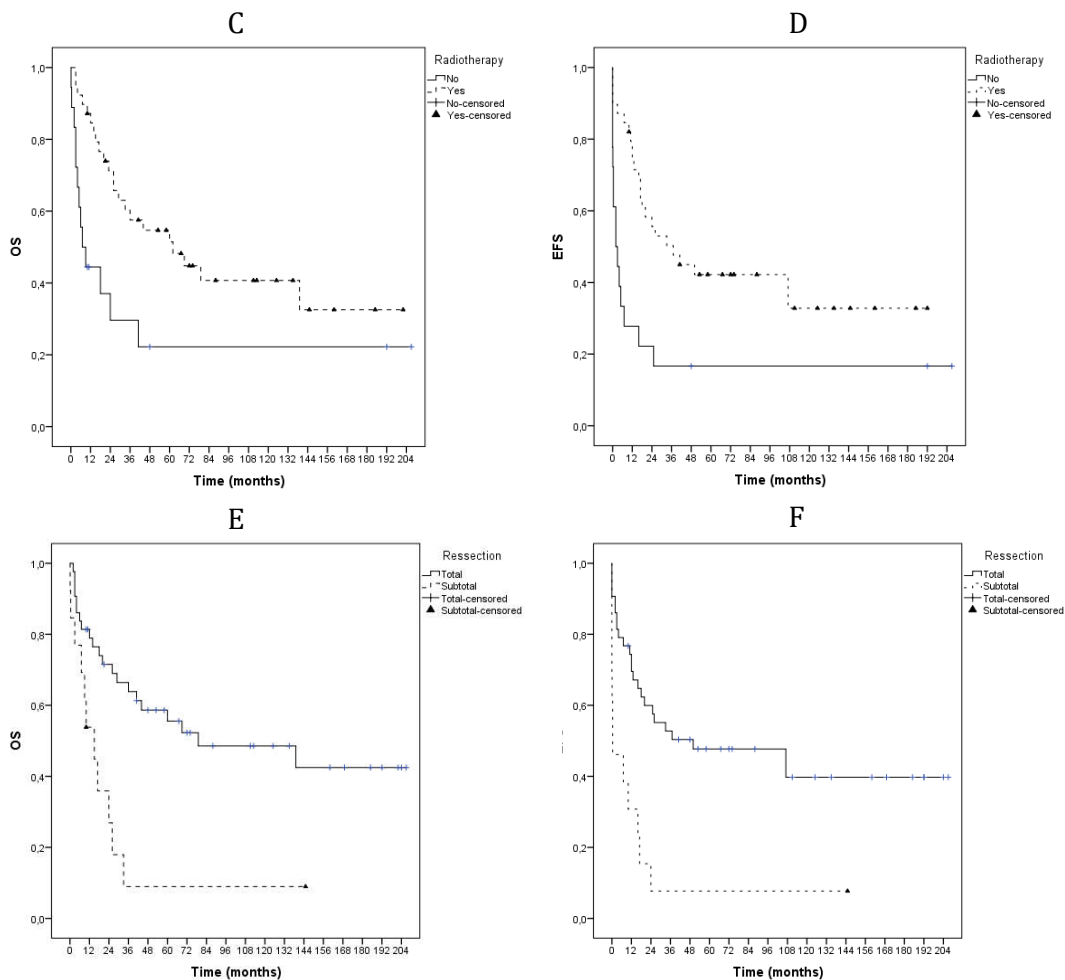 C
Radiotherapy
No
Yes
No-censored
Yes-censored
1,0
0,8
0,6
0,4
0,2
0,0
OS
0 12 24 36 48 60 72 84 96 108 120 132 144 156 168 180 192 204
Time (months)
D
Radiotherapy
No
Yes
No-censored
Yes-censored
1,0
0,8
0,6
0,4
0,2
0,0
EFS
0 12 24 36 48 60 72 84 96 108 120 132 144 156 168 180 192 204
Time (months)
E
Ressection
Total
Subtotal
Total-censored
Subtotal-censored
1,0
0,8
0,6
0,4
0,2
0,0
OS
0 12 24 36 48 60 72 84 96 108 120 132 144 156 168 180 192 204
Time (months)
F
Ressection
Total
Subtotal
Total-censored
Subtotal-censored
1,0
0,8
0,6
0,4
0,2
0,0
0 12 24 36 48 60 72 84 96 108 120 132 144 156 168 180 192 204
Time (months)